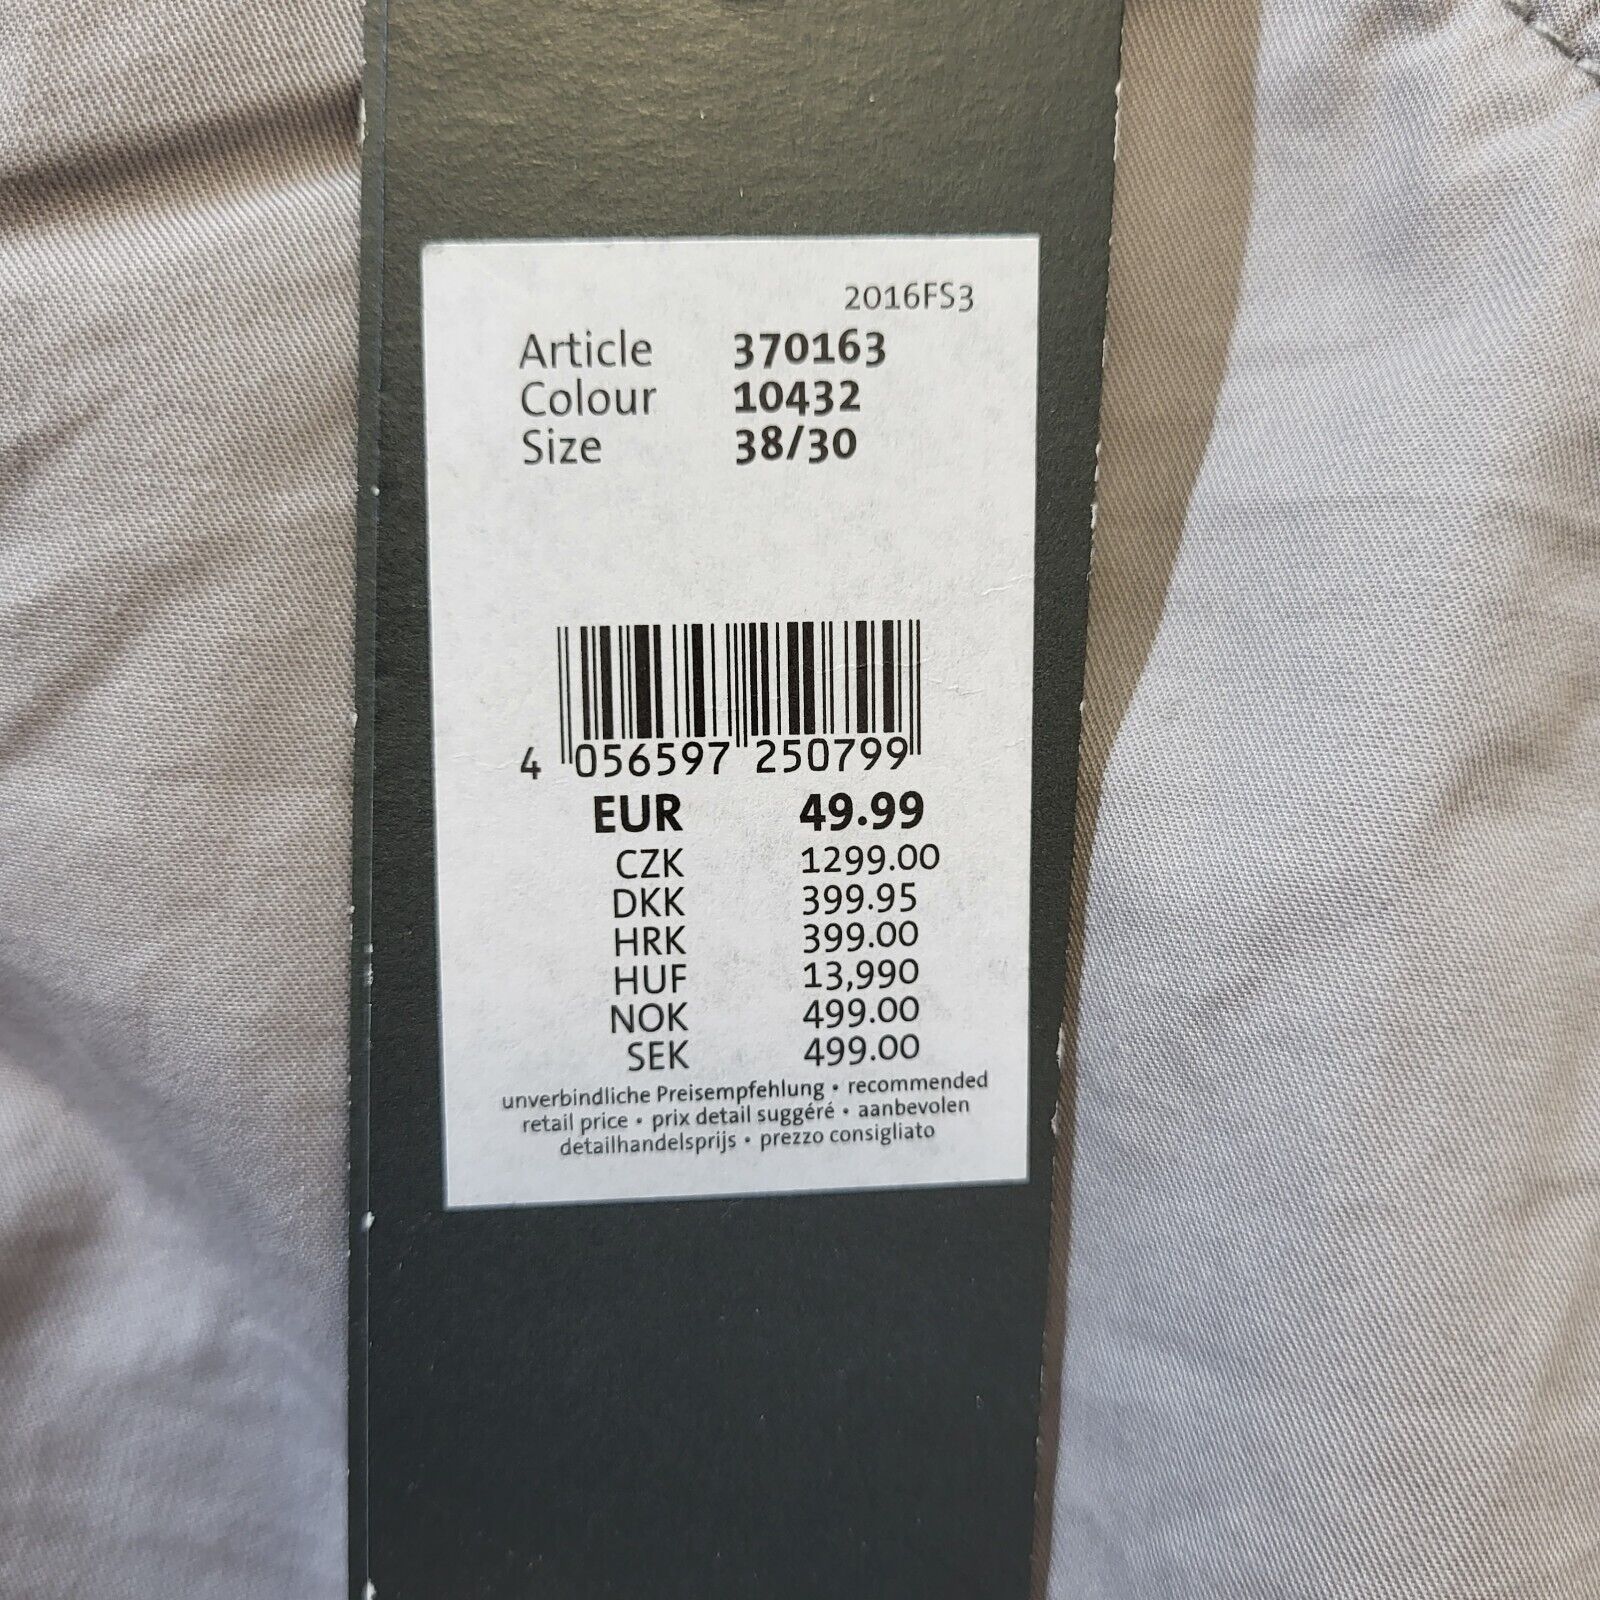 2016FS3
Article 370163
Colour 10432
Size 38/30
4 056597 250799
EUR 49.99
CZK 1299.00
DKK 399.95
HRK 399.00
HUF 13,990
NOK 499.00
SEK 499.00
unverbindliche Preisempfehlung • recommended
retail price • prix detail suggéré • aanbevolen
detailhandelsprijs • prezzo consigliato